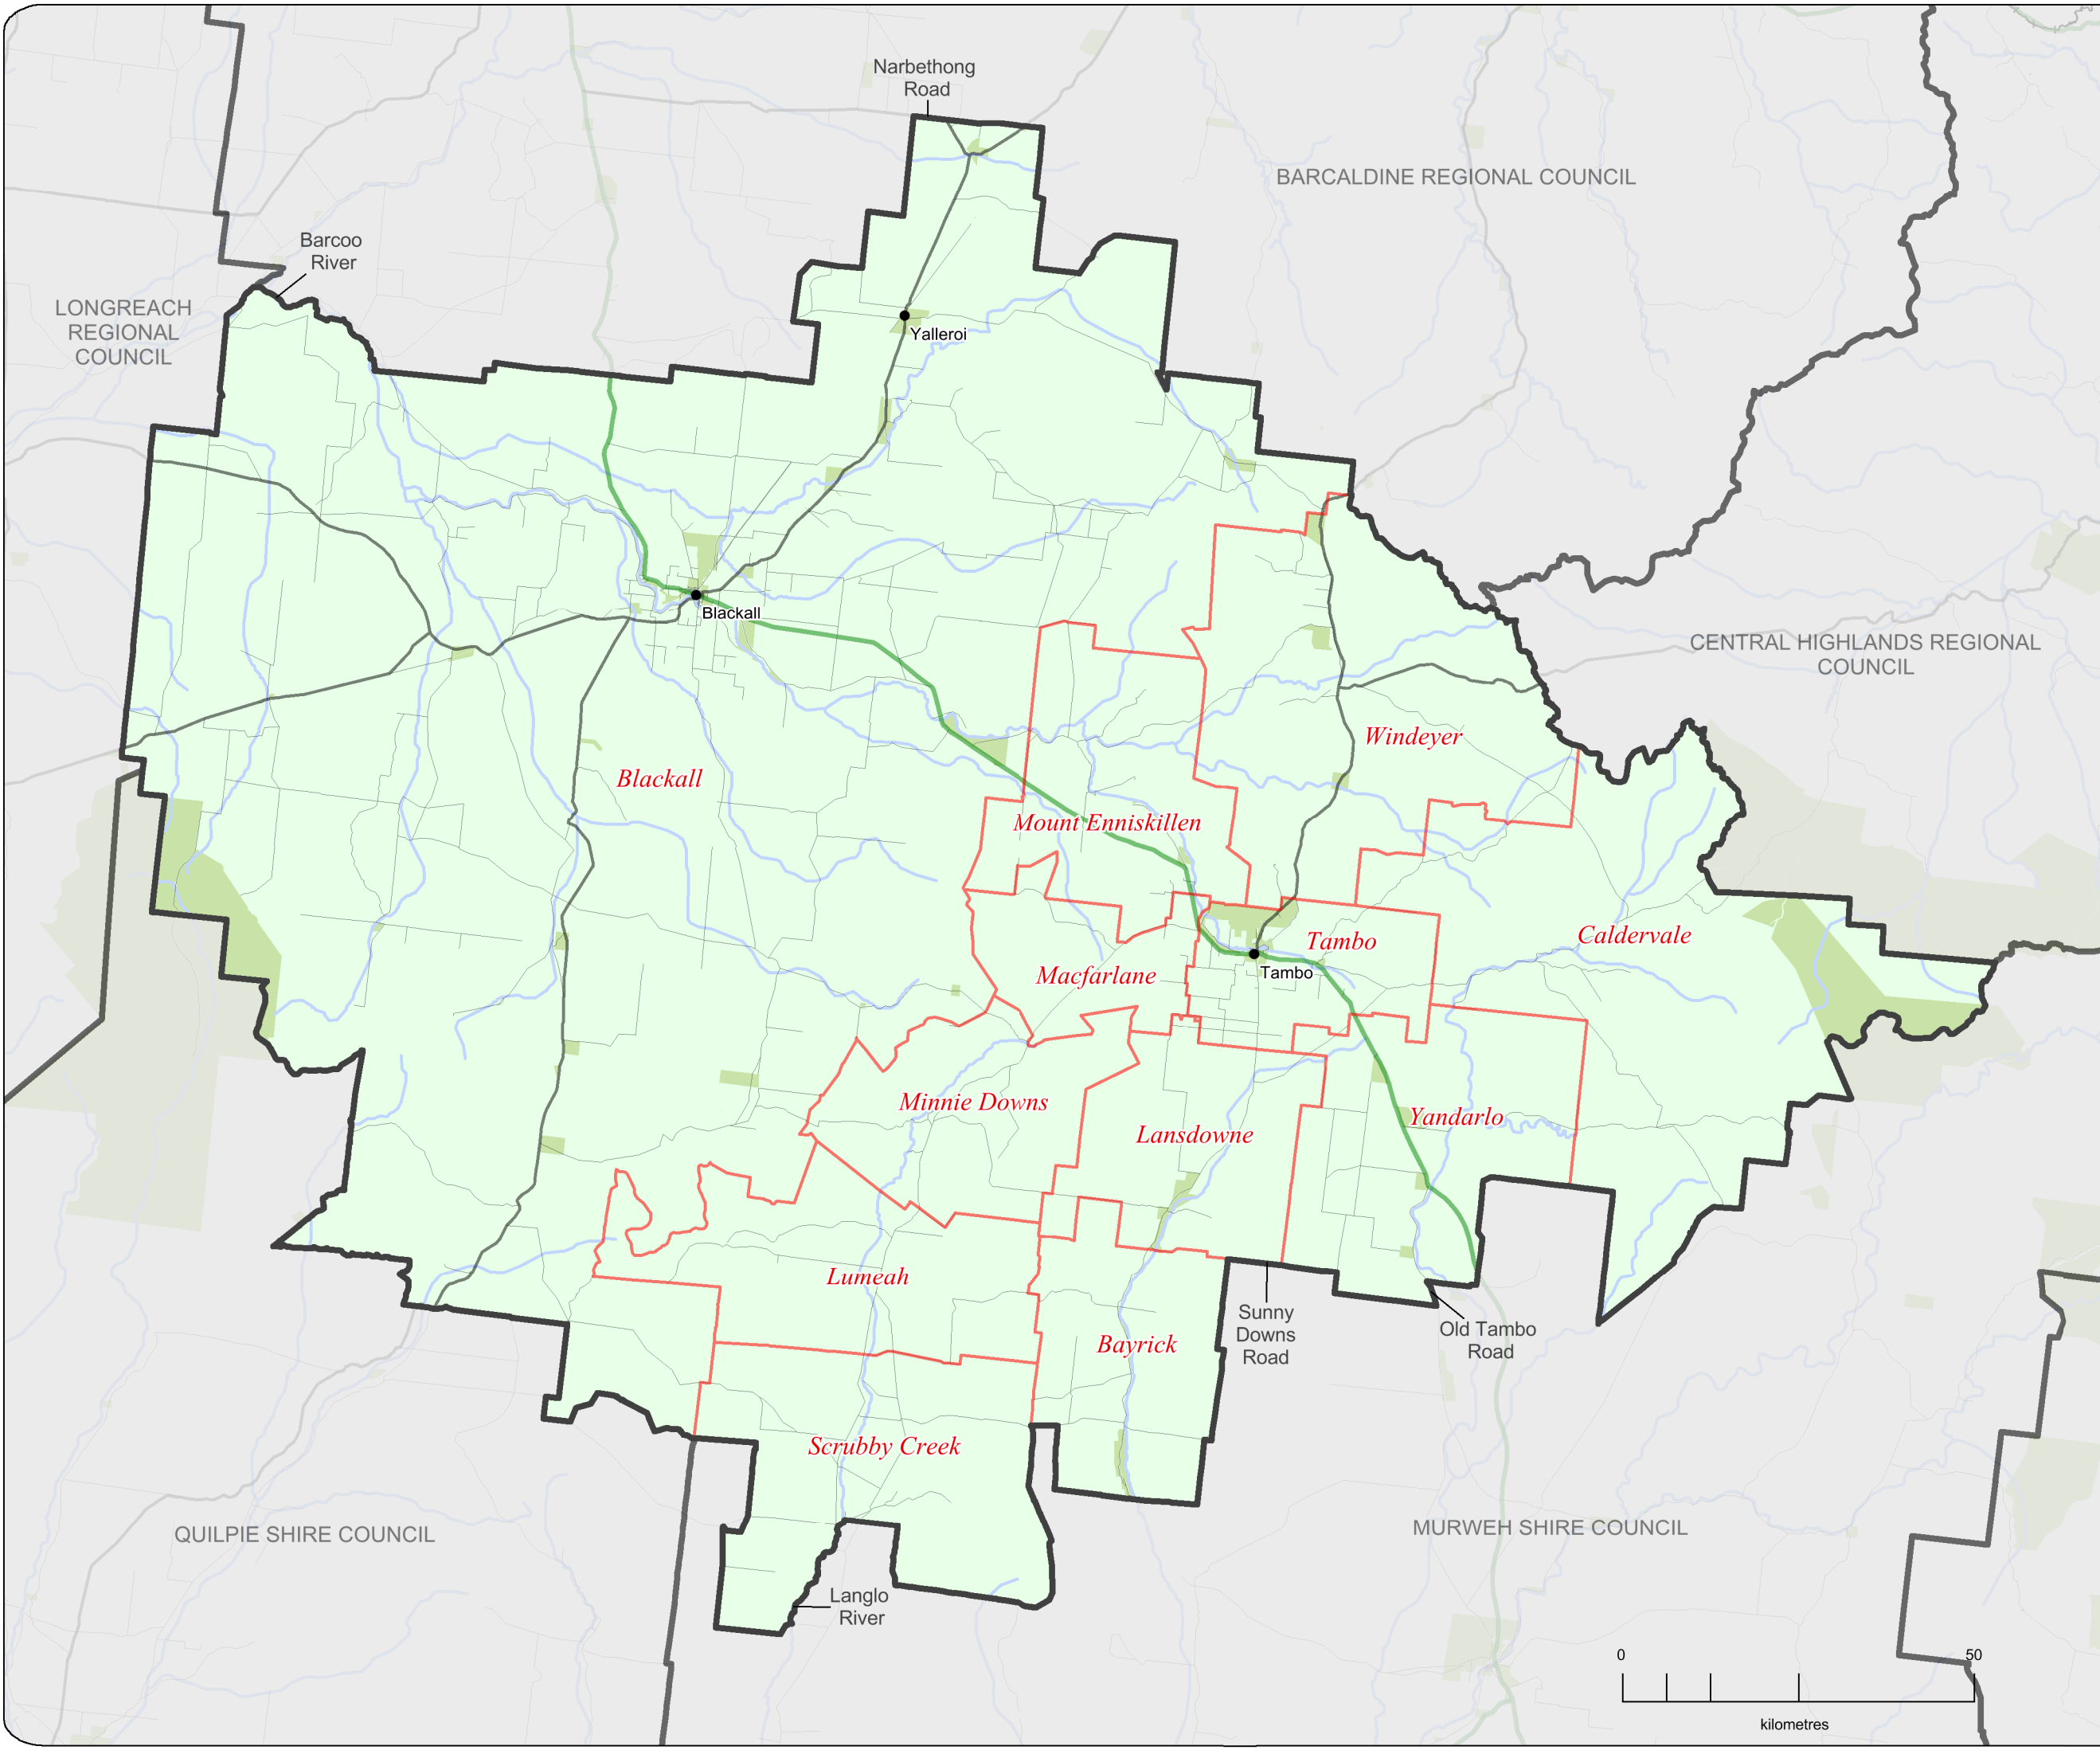 Narbethong
Road
BARCALDINE REGIONAL COUNCIL
Barcoo
River
LONGREACH
REGIONAL
COUNCIL
Yalleroi
Blackall
CENTRAL HIGHLANDS REGIONAL
COUNCIL
Windeyer
Blackall
Mount Enniskillen
Caldervale
Tambo
Macfarlane
Tambo
Minnie Downs
Yandarlo
Lansdowne
Lumeah
Sunny
Downs
Road
Old Tambo
Road
Bayrick
Scrubby Creek
QUILPIE SHIRE COUNCIL
MURWEH SHIRE COUNCIL
Langlo
River
0 50
kilometres